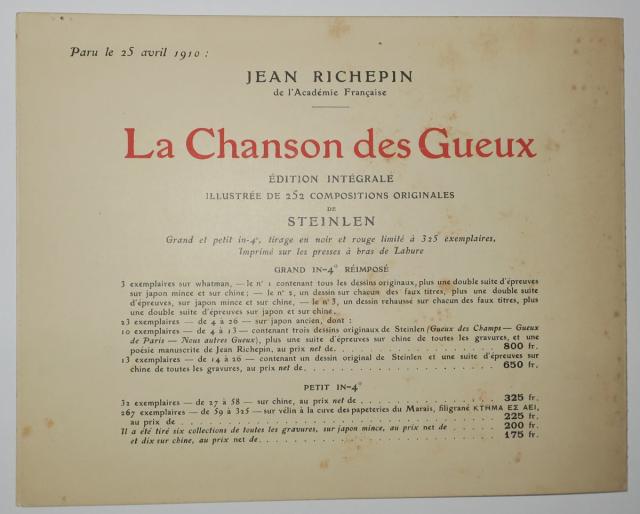 Paru le 25 avril 1910 :
JEAN RICHEPIN
de l'Académie Française
La Chanson des Gueux
ÉDITION INTÉGRALE
ILLUSTRÉE DE 252 COMPOSITIONS ORIGINALES
DE
STEINLEN
Grand et petit in-4°, tirage en noir et rouge limité à 325 exemplaires,
Imprimé sur les presses à bras de Lahure
GRAND IN-4° RÉIMPOSÉ
3 exemplaires sur whatman, — le n° 1 contenant tous les dessins originaux, plus une double suite d'épreuves
sur japon mince et sur chine ; — le n° 2, un dessin sur chacun des faux titres, plus une double suite
d'épreuves, sur japon mince et sur chine, — le n° 3, un dessin rehaussé sur chacun des faux titres, plus
une double suite d'épreuves sur japon et sur chine.
23 exemplaires — de 4 à 26 — sur japon ancien, dont :
10 exemplaires — de 4 à 13 — contenant trois dessins originaux de Steinlen (Gueux des Champs — Gueux
de Paris — Nous autres Gueux), plus une suite d'épreuves sur chine de toutes les gravures, et une
poésie manuscrite de Jean Richepin, au prix net de. . . . . . . . . . . . . . . 800 fr.
13 exemplaires — de 14 à 26 — contenant un dessin original de Steinlen et une suite d'épreuves sur
chine de toutes les gravures, au prix net de. . . . . . . . . . . . . . . . . . 650 fr.
PETIT IN-4°
32 exemplaires — de 27 à 58 — sur chine, au prix net de . . . . . . . . . . . . . 325 fr.
267 exemplaires — de 59 à 325 — sur vélin à la cuve des papeteries du Marais, filigrané ΚΤΗΜΑ ΕΣ ΑΕΙ,
au prix de . . . . . . . . . . . . . . . . . . . . . . . . . . . . . . . 225 fr.
Il a été tiré six collections de toutes les gravures, sur japon mince, au prix net de . . . . . 200 fr.
et dix sur chine, au prix net de. . . . . . . . . . . . . . . . . . . . . . . 175 fr.